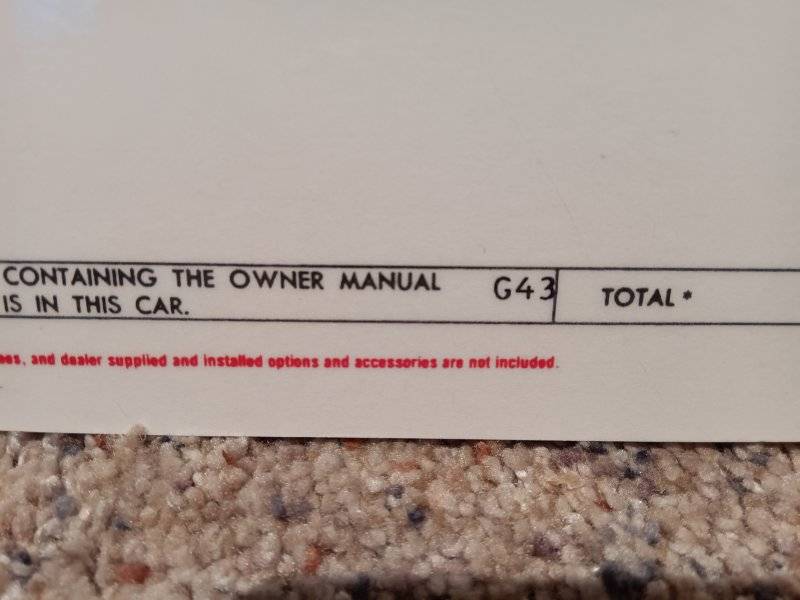 CONTAINING THE OWNER MANUAL G43 TOTAL*
IS IN THIS CAR.
and dealer supplied and installed options and accessories are not included.